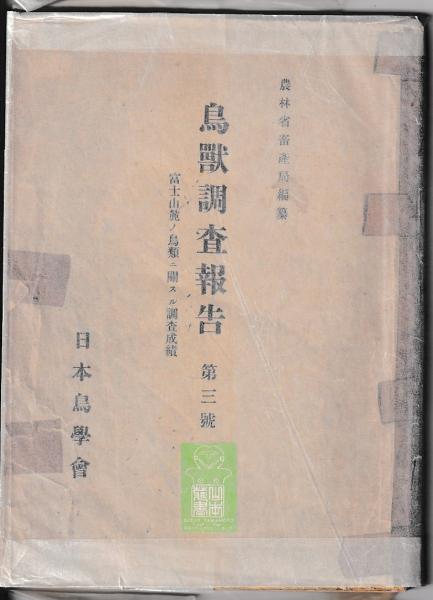 農林省畜產局編纂
鳥獸調査報告 第三號
富士山麓ノ鳥類ニ關スル調査成績
日本鳥學會